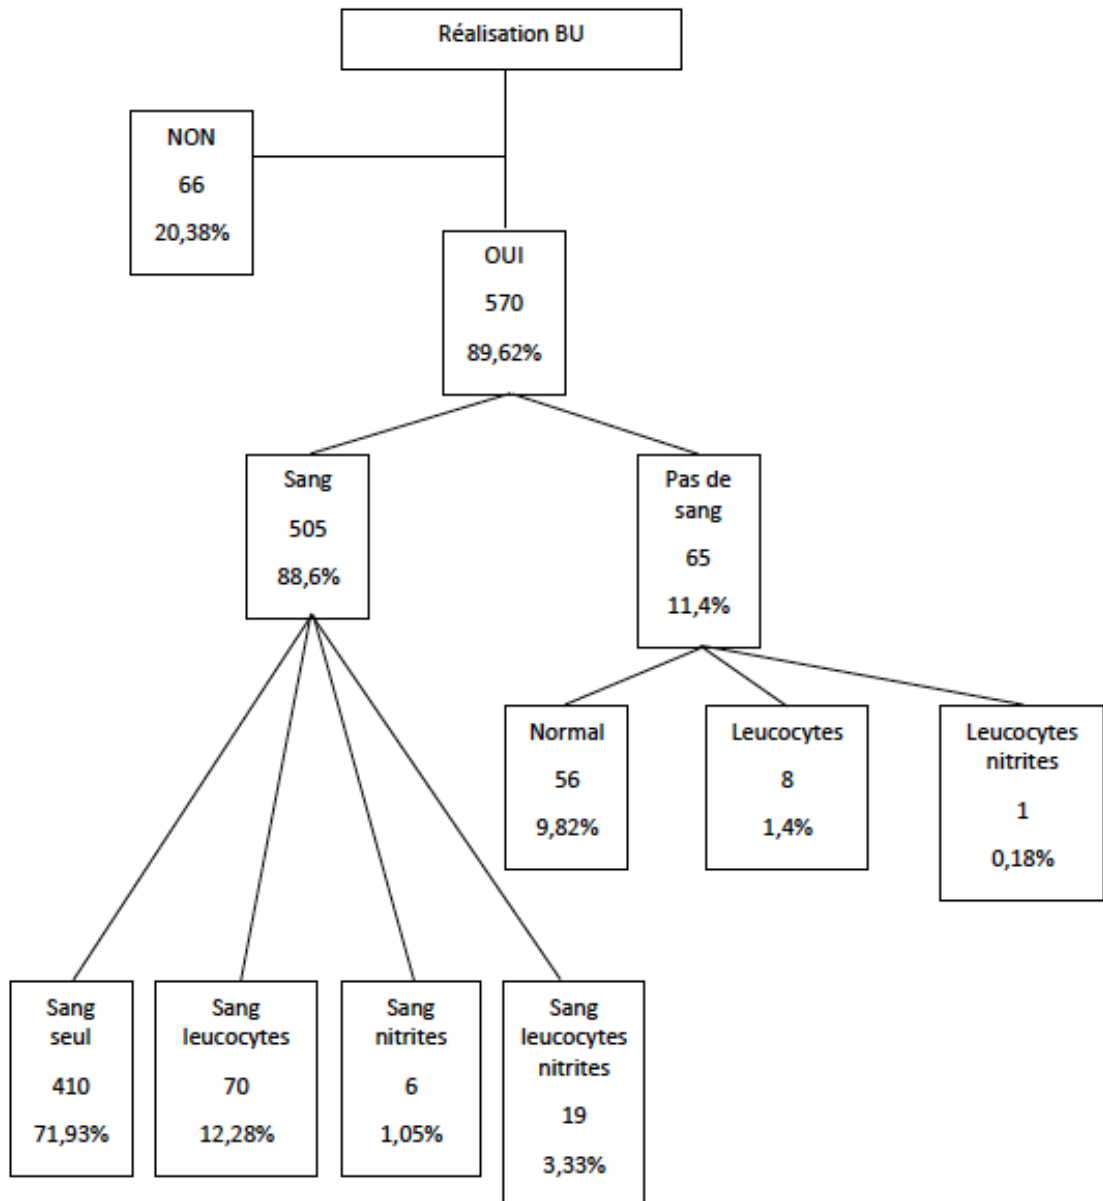 Réalisation BU
NON
66
20,38%
OUI
570
89,62%
Sang
505
88,6%
Pas de
sang
65
11,4%
Normal
56
9,82%
Leucocytes
8
1,4%
Leucocytes
nitrites
1
0,18%
Sang
seul
410
71,93%
Sang
leucocytes
70
12,28%
Sang
nitrites
6
1,05%
Sang
leucocytes
nitrites
19
3,33%